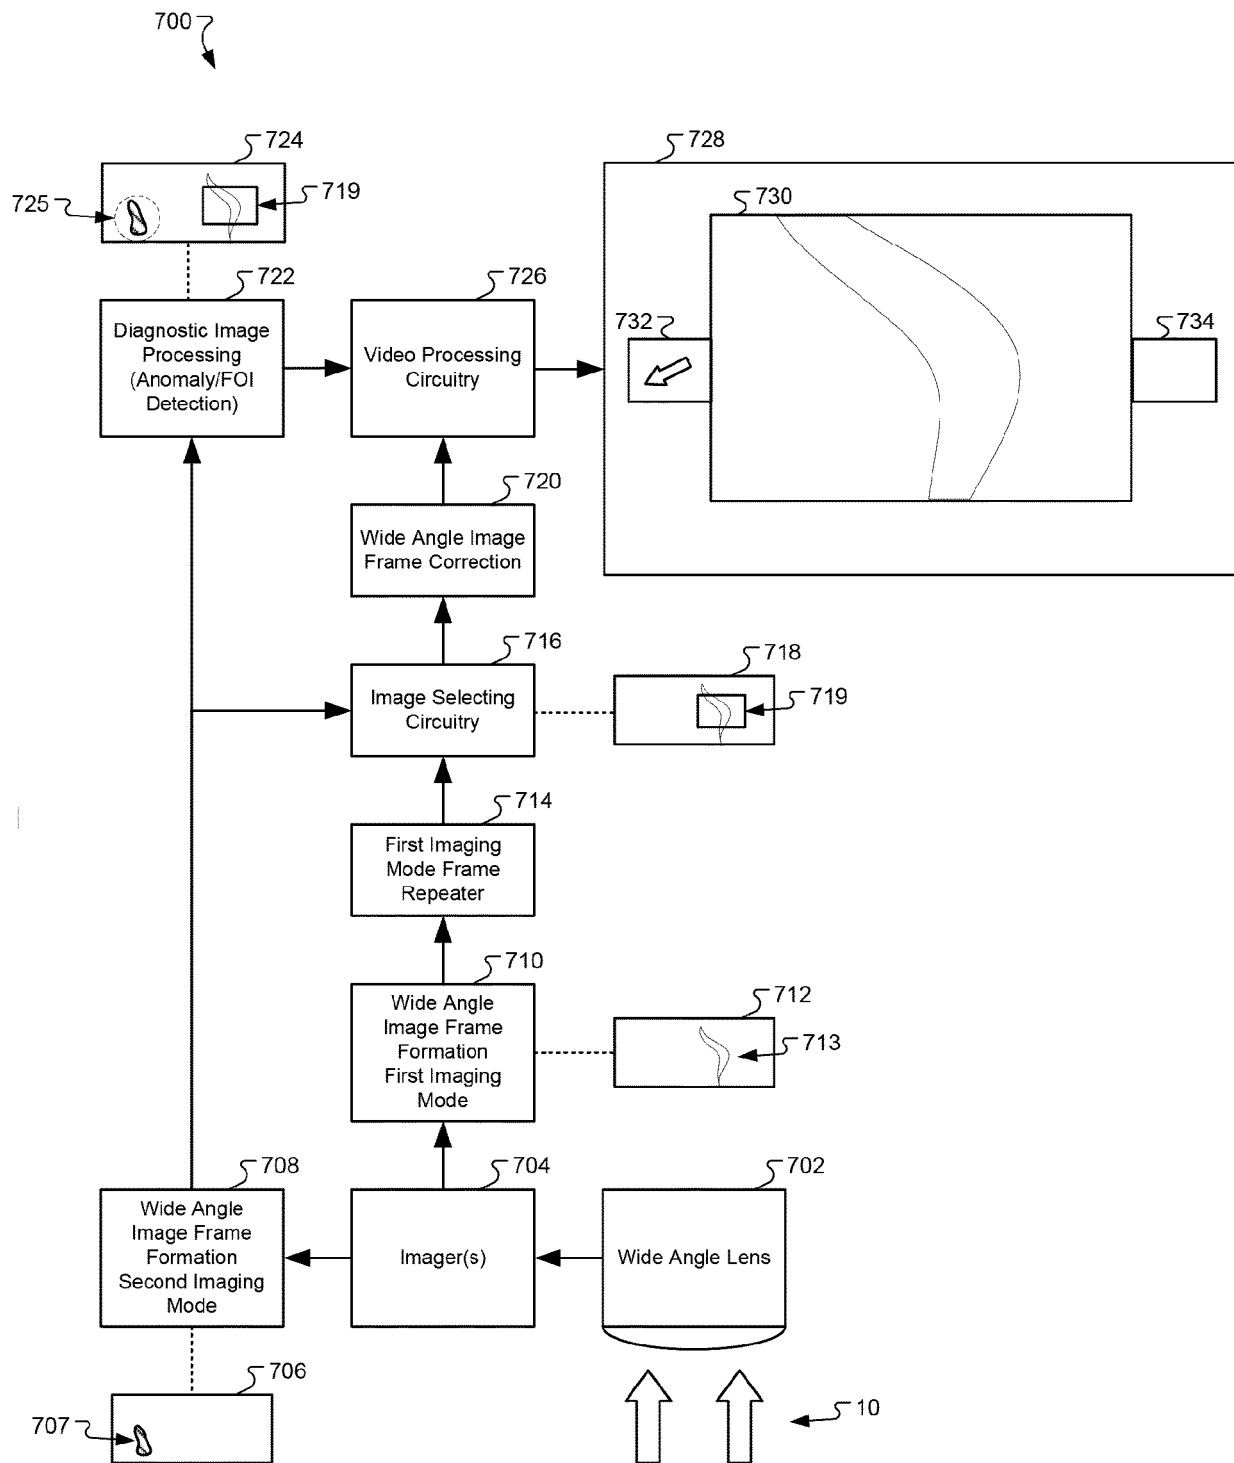 700
724
719
725
728
730
722
726
732
734
Diagnostic Image
Processing
(Anomaly/FOI
Detection)
Video Processing
Circuitry
720
Wide Angle Image
Frame Correction
716
718
Image Selecting
Circuitry
719
714
First Imaging
Mode Frame
Repeater
710
712
Wide Angle
Image Frame
Formation
First Imaging
Mode
713
708
704
702
Wide Angle
Image Frame
Formation
Second Imaging
Mode
Imager(s)
Wide Angle Lens
706
707
10